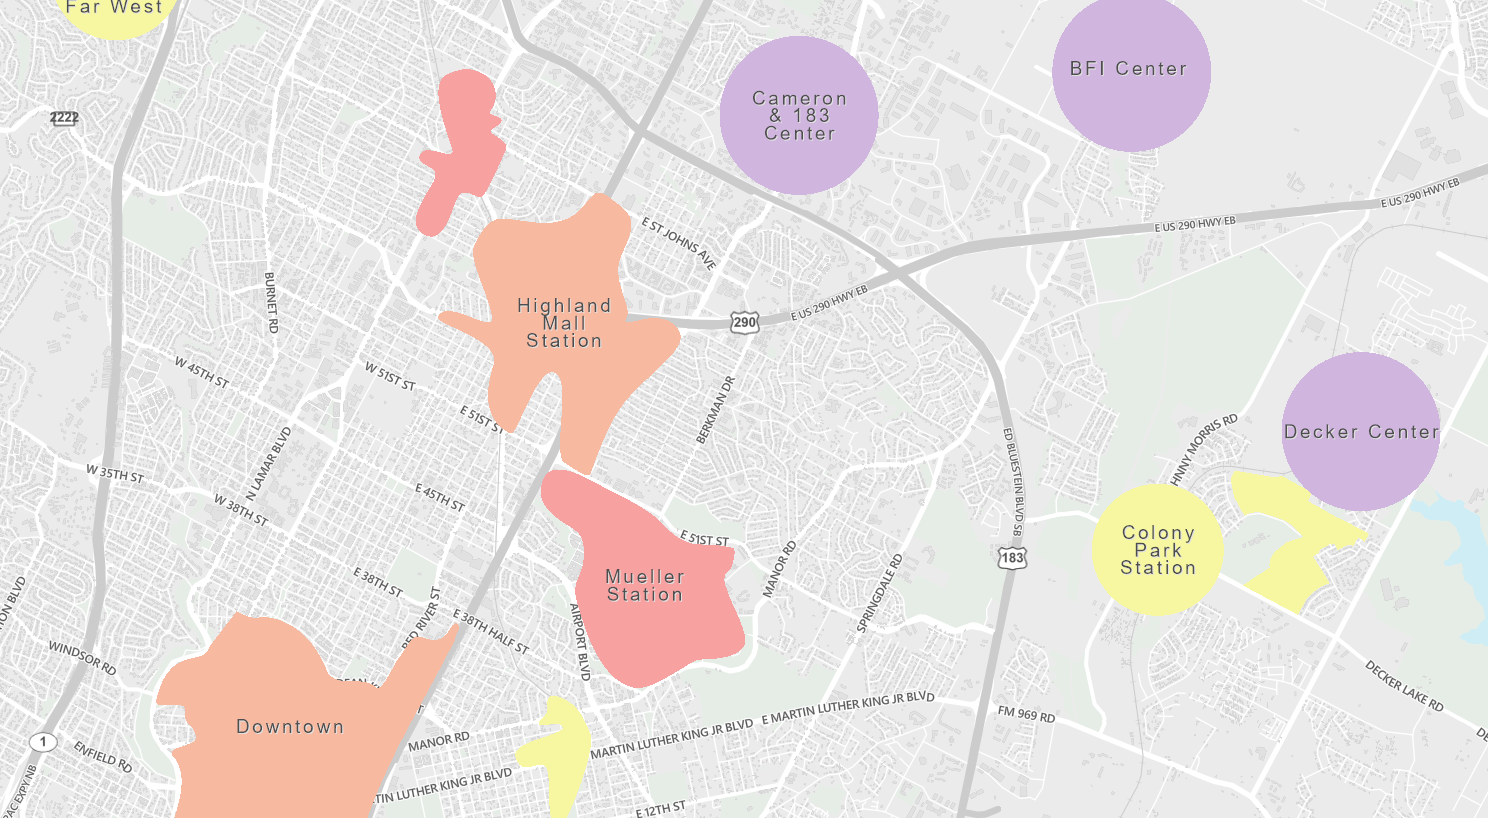 Far West
BFI Center
Cameron
& 183
Center
2222
E US 290 HWY EB
E US 290 HWY EB
E ST JOHNS AVE
BURNET RD
Highland
Mall
Station
E US 290 HWY EB
290
W 45TH ST
W 51ST ST
BERKMAN DR
E 51ST ST
Decker Center
N LAMAR BLVD
W 35TH ST
W 38TH ST
E 45TH ST
ED BLUESTEIN BLVD SB
HNNY MORRIS RD
Colony
Park
Station
E 51ST ST
MANOR RD
183
SPRINGDALE RD
Mueller
Station
E 38TH ST
RED RIVER ST
E 38TH HALF ST
AIRPORT BLVD
ION BLVD
WINDSOR RD
DEAN K
T
DECKER LAKE RD
Downtown
E MARTIN LUTHER KING JR BLVD
FM 969 RD
MARTIN LUTHER KING JR BLVD
MANOR RD
1
ENFIELD RD
DE
TIN LUTHER KING JR BLVD
PAC EXPY NB
E 12TH ST